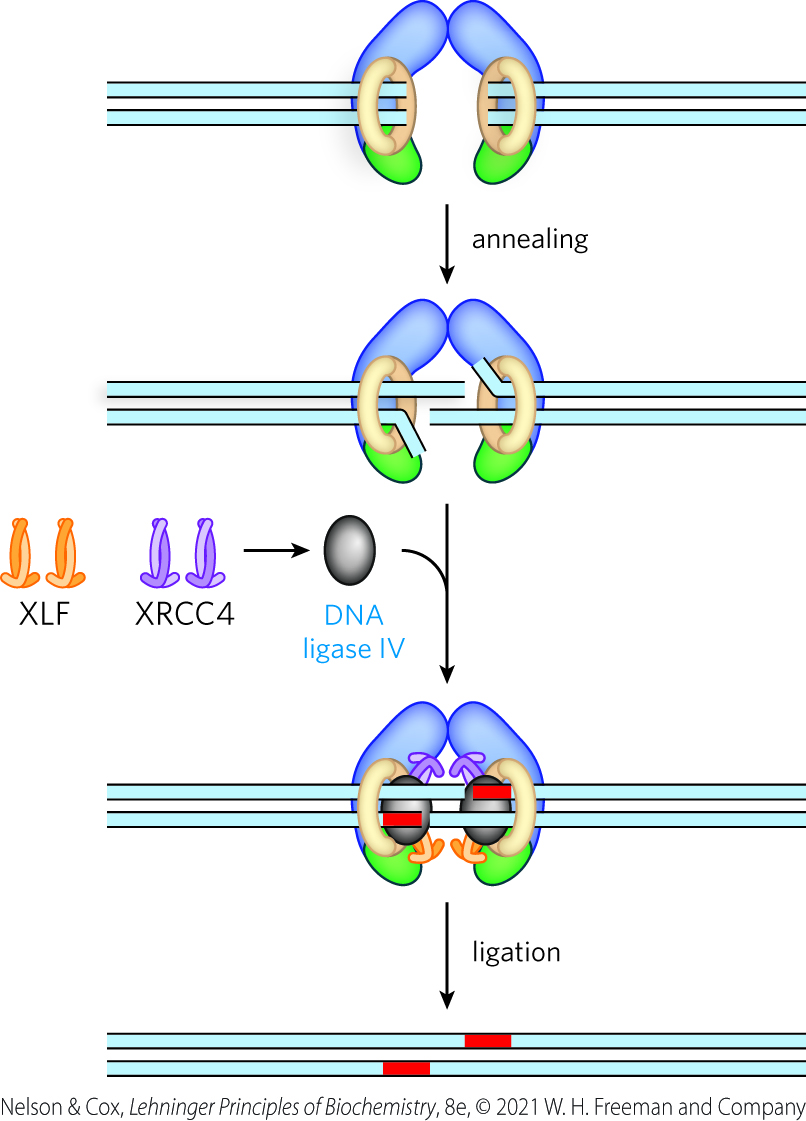 annealing
XLF
XRCC4
DNA
ligase IV
ligation
Nelson & Cox, Lehninger Principles of Biochemistry, 8e, © 2021 W. H. Freeman and Company